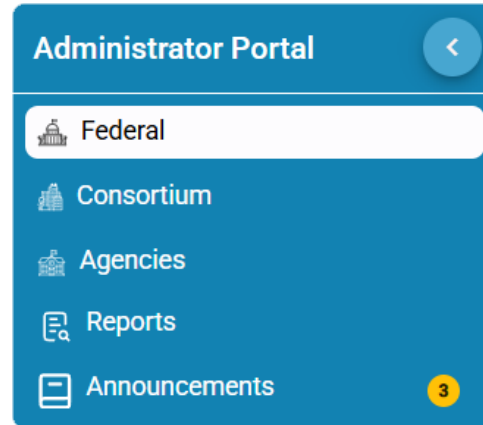 Administrator Portal
Federal
Consortium
Agencies
Reports
Announcements 3